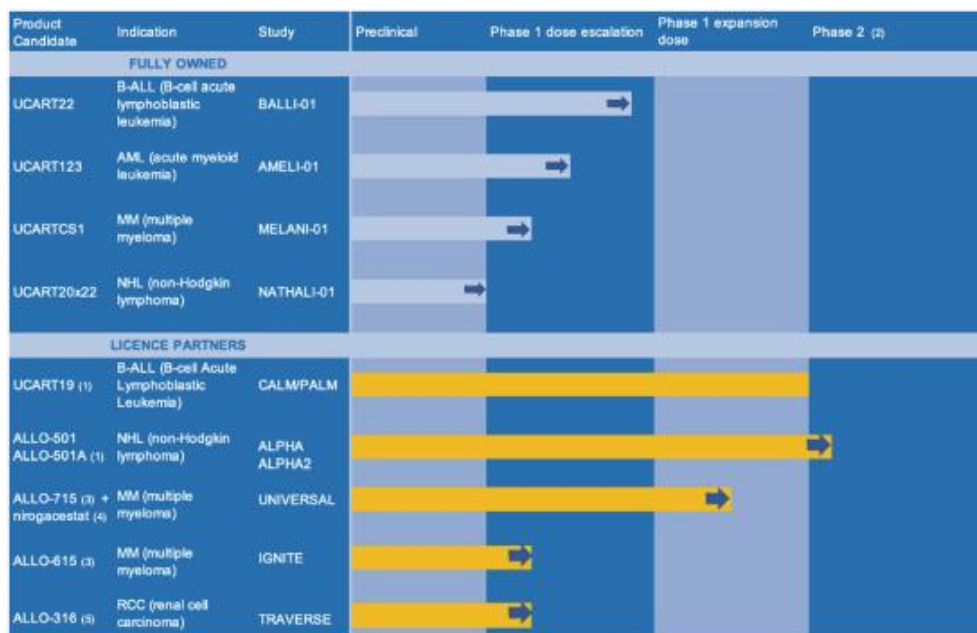 Product Candidate Indication Study Preclinical Phase 1 dose escalation Phase 1 expansion dose Phase 2 (2)
FULLY OWNED
UCART22 B-ALL (B-cell acute lymphoblastic leukemia) BALLI-01
UCART123 AML (acute myeloid leukemia) AMELI-01
UCARTCS1 MM (multiple myeloma) MELANI-01
UCART20x22 NHL (non-Hodgkin lymphoma) NATHALI-01
LICENCE PARTNERS
UCART19 (1) B-ALL (B-cell Acute Lymphoblastic Leukemia) CALM/PALM
ALLO-501 ALLO-501A (1) NHL (non-Hodgkin lymphoma) ALPHA ALPHA2
ALLO-715 (3) + nirogacestat (4) MM (multiple myeloma) UNIVERSAL
ALLO-615 (3) MM (multiple myeloma) IGNITE
ALLO-316 (5) RCC (renal cell carcinoma) TRAVERSE